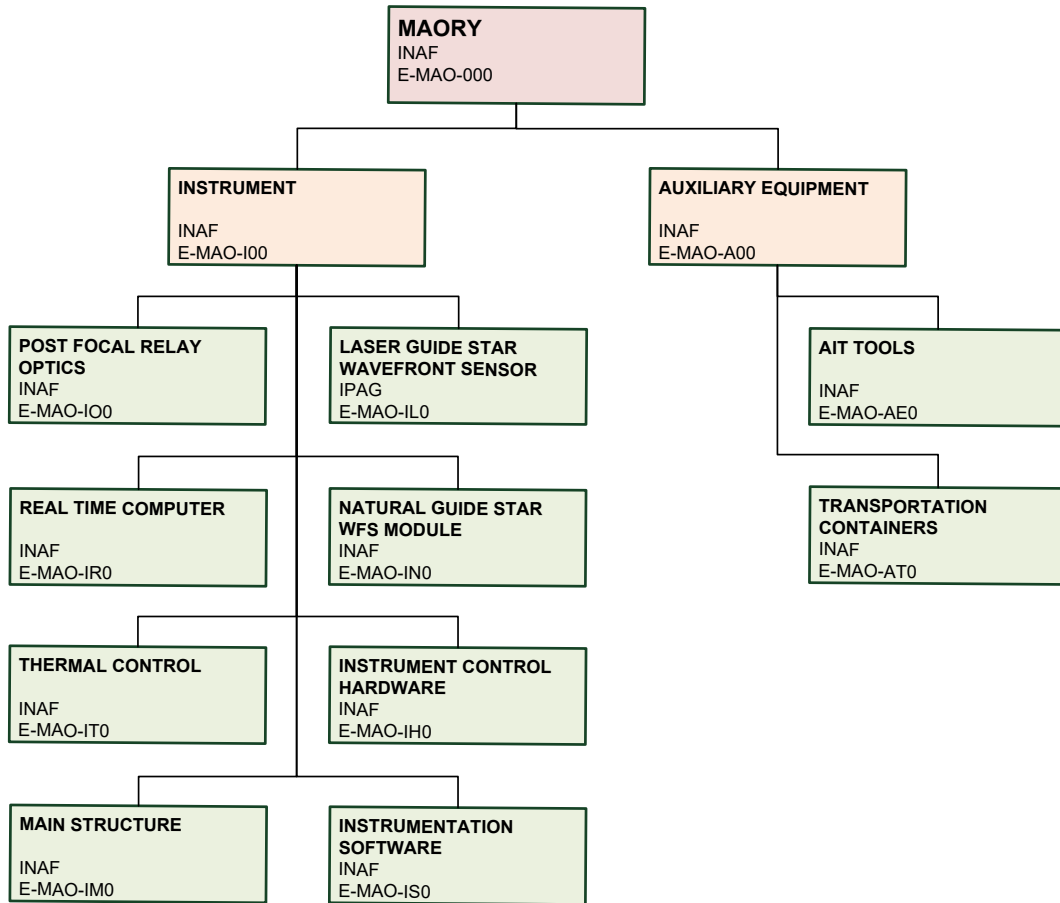 MAORY
INAF
E-MAO-000
INSTRUMENT
INAF
E-MAO-I00
AUXILIARY EQUIPMENT
INAF
E-MAO-A00
POST FOCAL RELAY
OPTICS
INAF
E-MAO-IO0
LASER GUIDE STAR
WAVEFRONT SENSOR
IPAG
E-MAO-IL0
AIT TOOLS
INAF
E-MAO-AE0
REAL TIME COMPUTER
INAF
E-MAO-IR0
NATURAL GUIDE STAR
WFS MODULE
INAF
E-MAO-IN0
TRANSPORTATION
CONTAINERS
INAF
E-MAO-AT0
THERMAL CONTROL
INAF
E-MAO-IT0
INSTRUMENT CONTROL
HARDWARE
INAF
E-MAO-IH0
MAIN STRUCTURE
INAF
E-MAO-IM0
INSTRUMENTATION
SOFTWARE
INAF
E-MAO-IS0